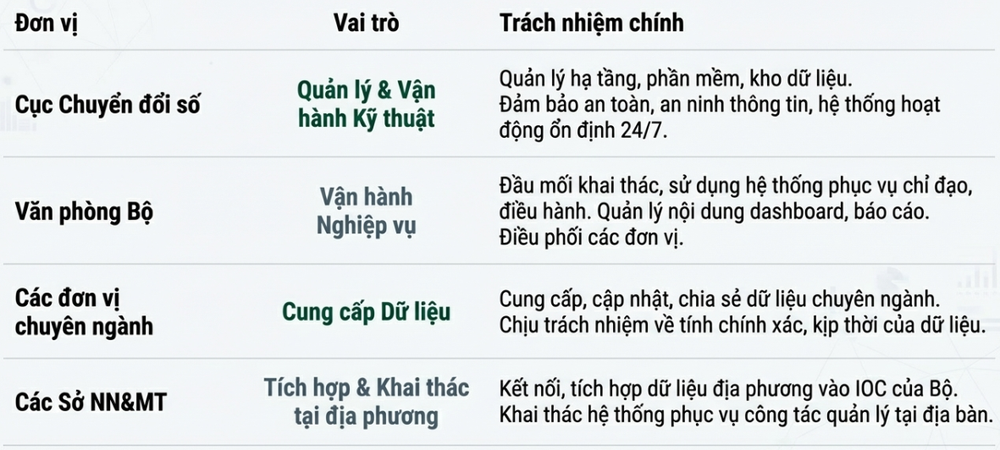 Đơn vị
Vai trò
Trách nhiệm chính
Cục Chuyển đổi số
Quản lý & Vận
hành Kỹ thuật
Quản lý hạ tầng, phần mềm, kho dữ liệu.
Đảm bảo an toàn, an ninh thông tin, hệ thống hoạt
động ổn định 24/7.
Văn phòng Bộ
Vận hành
Nghiệp vụ
Đầu mối khai thác, sử dụng hệ thống phục vụ chỉ đạo,
điều hành. Quản lý nội dung dashboard, báo cáo.
Điều phối các đơn vị.
Các đơn vị
chuyên ngành
Cung cấp Dữ liệu
Cung cấp, cập nhật, chia sẻ dữ liệu chuyên ngành.
Chịu trách nhiệm về tính chính xác, kịp thời của dữ liệu.
Các Sở NN&MT
Tích hợp & Khai thác
tại địa phương
Kết nối, tích hợp dữ liệu địa phương vào IOC của Bộ.
Khai thác hệ thống phục vụ công tác quản lý tại địa bàn.